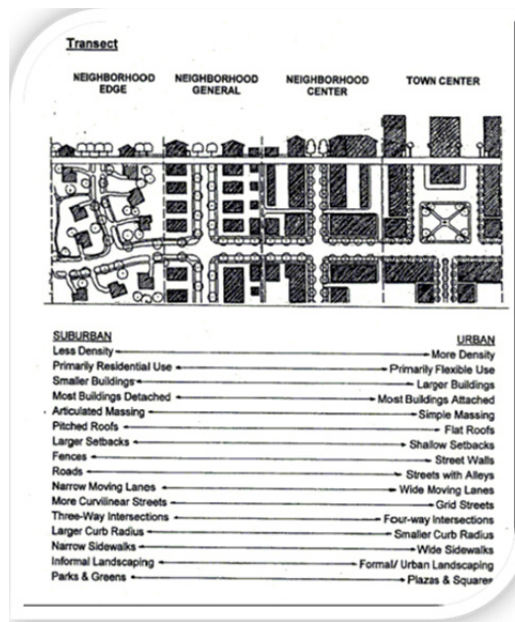 Transect
NEIGHBORHOOD EDGE
NEIGHBORHOOD GENERAL
NEIGHBORHOOD CENTER
TOWN CENTER
SUBURBAN URBAN
Less Density More Density
Primarily Residential Use Primarily Flexible Use
Smaller Buildings Larger Buildings
Most Buildings Detached Most Buildings Attached
Articulated Massing Simple Massing
Pitched Roofs Flat Roofs
Larger Setbacks Shallow Setbacks
Fences Street Walls
Roads Streets with Alleys
Narrow Moving Lanes Wide Moving Lanes
More Curvilinear Streets Grid Streets
Three-Way Intersections Four-way Intersections
Larger Curb Radius Smaller Curb Radius
Narrow Sidewalks Wide Sidewalks
Informal Landscaping Formal/ Urban Landscaping
Parks & Greens Plazas & Squares